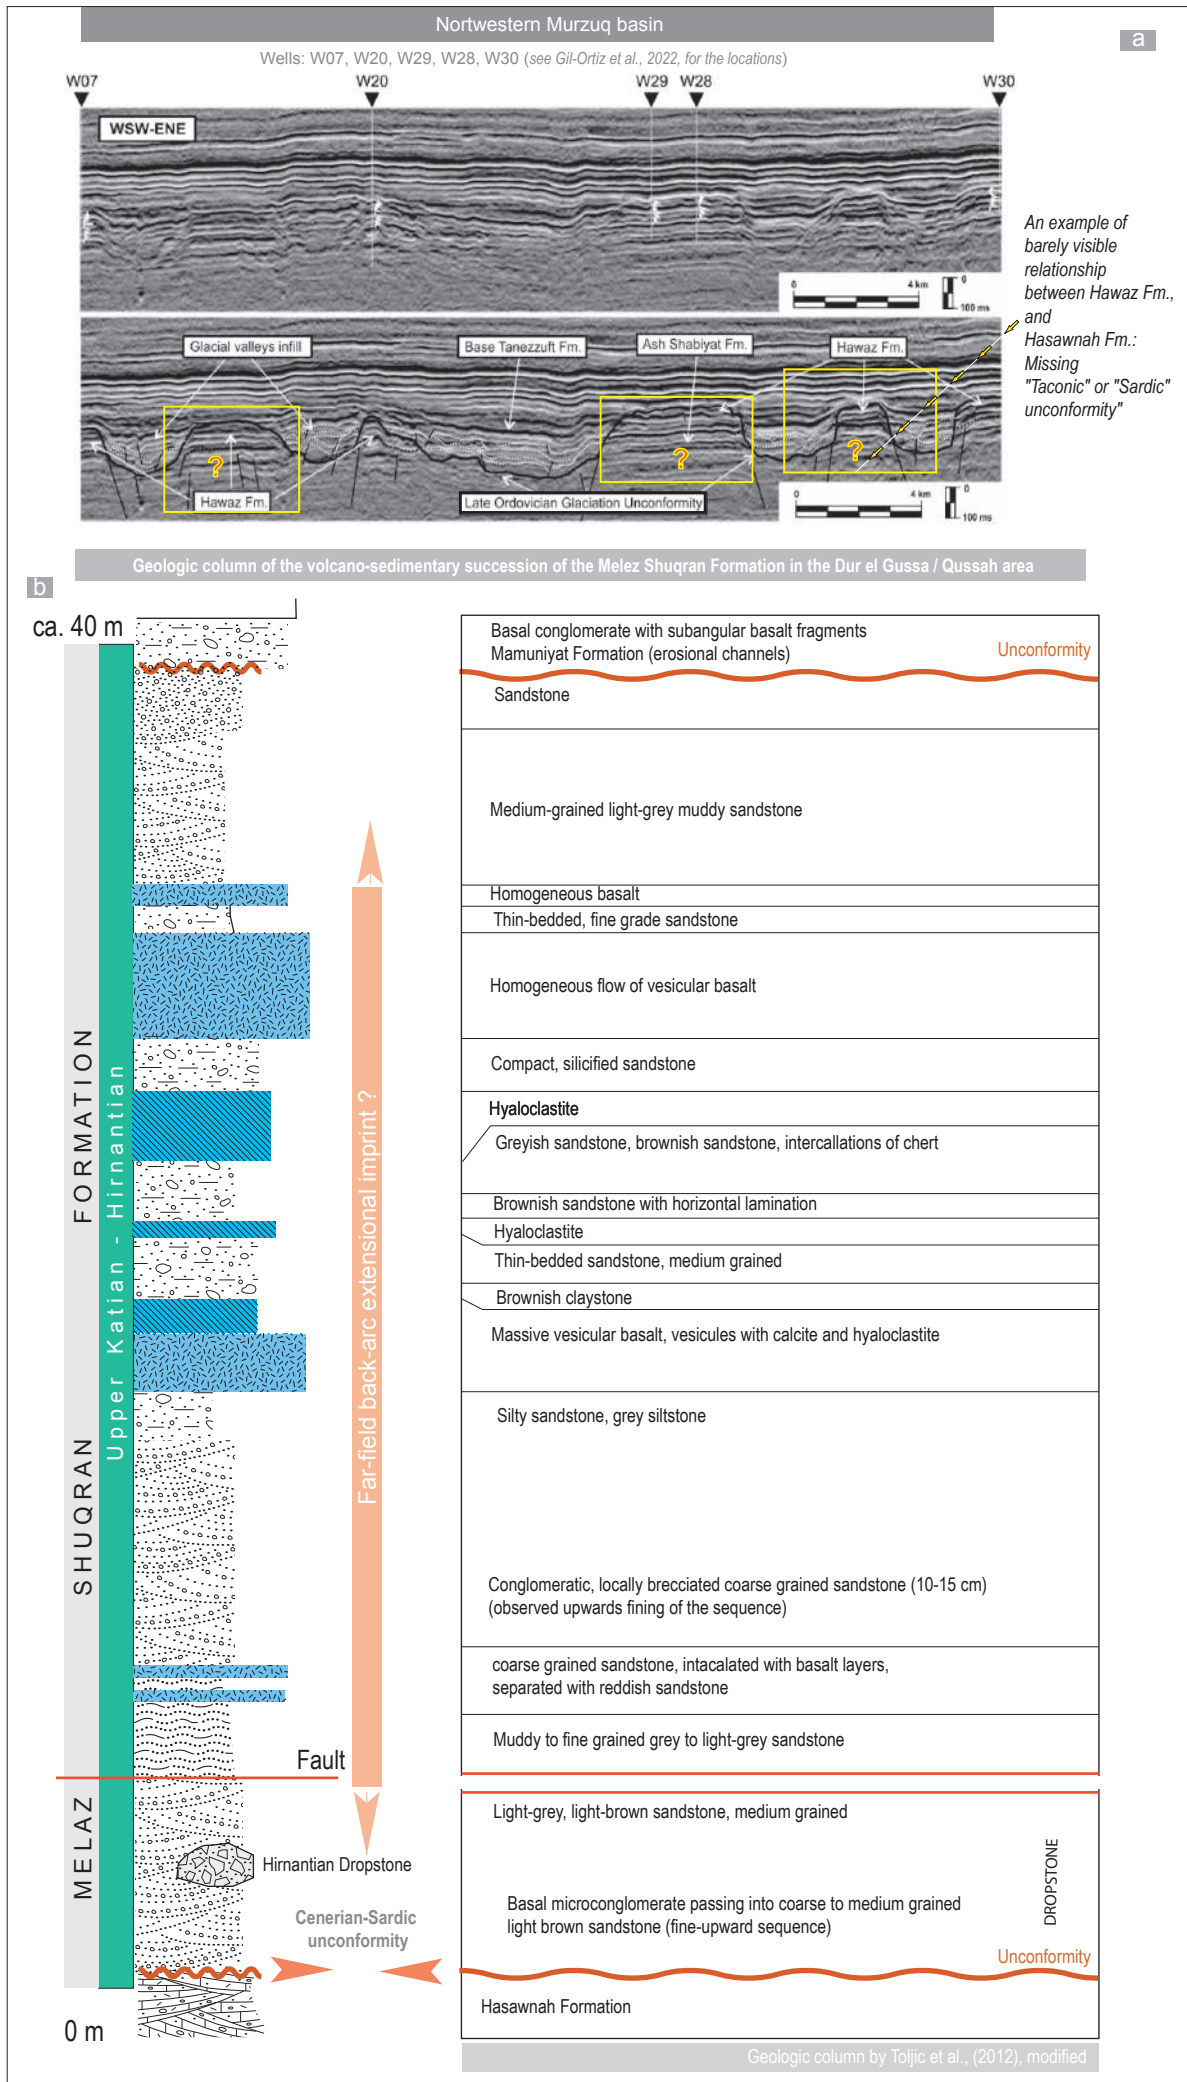 Nortwestern Murzuq basin
a
Wells: W07, W20, W29, W28, W30 (see Gil-Ortiz et al., 2022, for the locations)
W07
W20
W29
W28
W30
WSW-ENE
0
4 km
0
100 ms
An example of
barely visible
relationship
between Hawaz Fm.,
and
Hasawnah Fm.:
Missing
"Taconic" or "Sardic"
unconformity"
Glacial valleys infill
Base Tanezzuft Fm.
Ash Shabiyat Fm.
Hawaz Fm.
?
?
?
Hawaz Fm.
Late Ordovician Glaciation Unconformity
0
4 km
0
100 ms
Geologic column of the volcano-sedimentary succession of the Melez Shuqran Formation in the Dur el Gussa / Qussah area
b
ca. 40 m
Basal conglomerate with subangular basalt fragments
Mamuniyat Formation (erosional channels)
Unconformity
Sandstone
Medium-grained light-grey muddy sandstone
Homogeneous basalt
Thin-bedded, fine grade sandstone
Homogeneous flow of vesicular basalt
Compact, silicified sandstone
Hyaloclastite
Greyish sandstone, brownish sandstone, intercallations of chert
Brownish sandstone with horizontal lamination
Hyaloclastite
Thin-bedded sandstone, medium grained
Brownish claystone
Massive vesicular basalt, vesicules with calcite and hyaloclastite
Silty sandstone, grey siltstone
Conglomeratic, locally brecciated coarse grained sandstone (10-15 cm)
(observed upwards fining of the sequence)
coarse grained sandstone, intacalated with basalt layers,
separated with reddish sandstone
Muddy to fine grained grey to light-grey sandstone
MELAZ SHUQRAN FORMATION
Upper Katian - Hirnantian
Far-field back-arc extensional imprint ?
Fault
Light-grey, light-brown sandstone, medium grained
Hirnantian Dropstone
DROPSTONE
Basal microconglomerate passing into coarse to medium grained
light brown sandstone (fine-upward sequence)
Cenerian-Sardic
unconformity
Unconformity
Hasawnah Formation
0 m
Geologic column by Toljic et al., (2012), modified